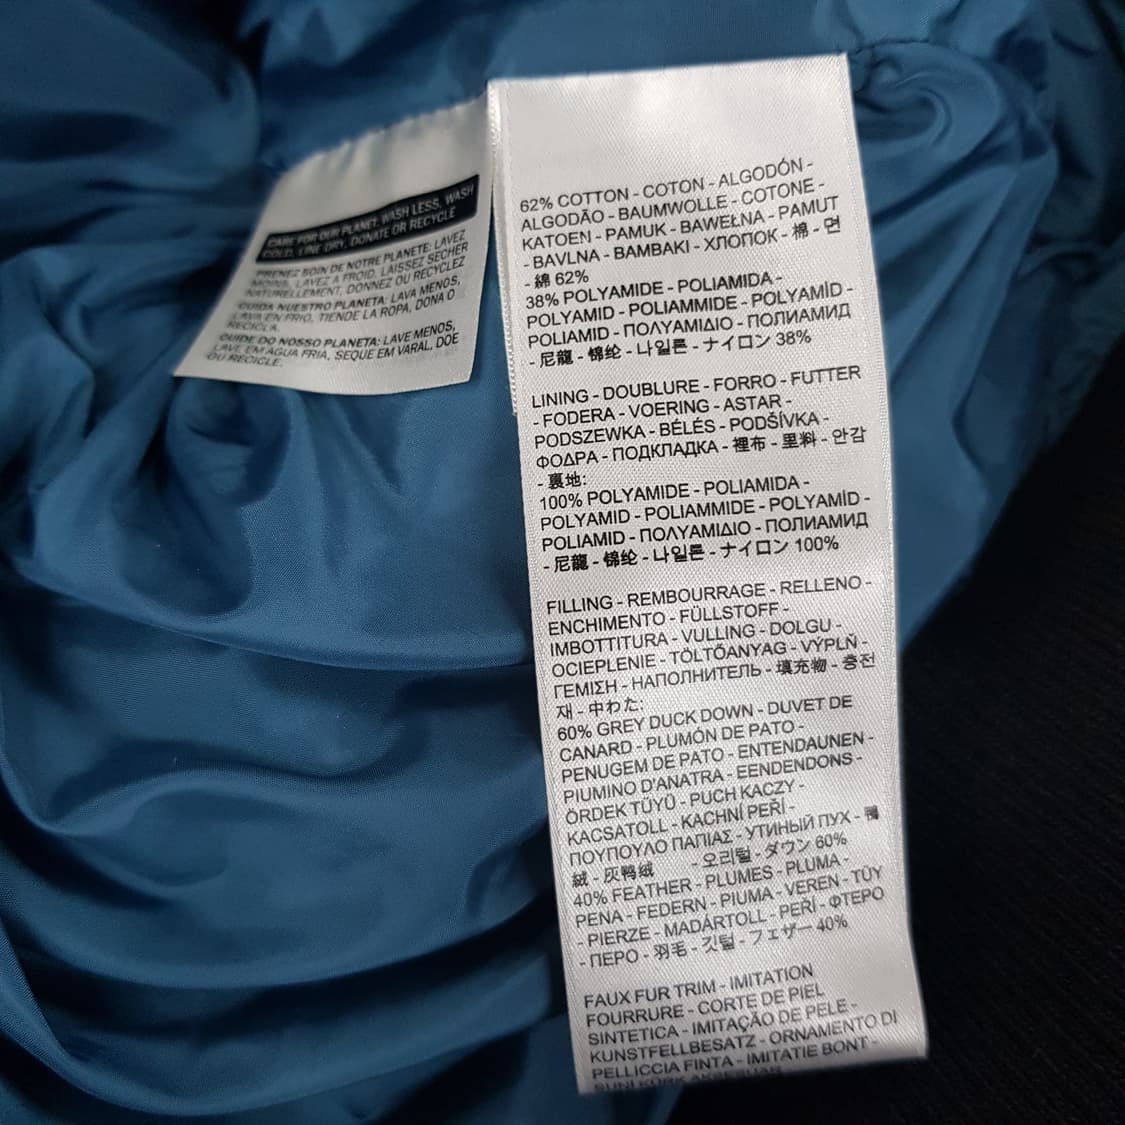 CARE FOR OUR PLANET: WASH LESS, WASH
COLD, LINE DRY, DONATE OR RECYCLE
PRENEZ SOIN DE NOTRE PLANETE: LAVEZ
MOINS, LAVEZ A FROID, LAISSEZ SECHER
NATURELLEMENT, DONNEZ OU RECYCLEZ
CUIDA NUESTRO PLANETA: LAVA MENOS,
LAVA EN FRIO, TIENDE LA ROPA, DONA O
RECICLA.
CUIDE DO NOSSO PLANETA: LAVE MENOS,
LAVE EM AGUA FRIA, SEQUE EM VARAL, DOE
OU RECICLE.
62% COTTON - COTON - ALGODÓN -
ALGODÃO - BAUMWOLLE - COTONE -
KATOEN - PAMUK - BAWEŁNA - PAMUT
- BAVLNA - BAMBAKI - ХЛОПОК - 棉 - 면
- 綿 62%
38% POLYAMIDE - POLIAMIDA -
POLYAMID - POLIAMMIDE - POLYAMÍD -
POLIAMID - ΠΟΛΥΑΜΙΔΙΟ - ПОЛИАМИД
- 尼龍 - 锦纶 - 나일론 - ナイロン 38%
LINING - DOUBLURE - FORRO - FUTTER
- FODERA - VOERING - ASTAR -
PODSZEWKA - BÉLÉS - PODŠÍVKA -
ΦΟΔΡΑ - ПОДКЛАДКА - 裡布 - 里料 - 안감
- 裏地:
100% POLYAMIDE - POLIAMIDA -
POLYAMID - POLIAMMIDE - POLYAMÍD -
POLIAMID - ΠΟΛΥΑΜΙΔΙΟ - ПОЛИАМИД
- 尼龍 - 锦纶 - 나일론 - ナイロン 100%
FILLING - REMBOURRAGE - RELLENO -
ENCHIMENTO - FÜLLSTOFF -
IMBOTTITURA - VULLING - DOLGU -
OCIEPLENIE - TÖLTŐANYAG - VÝPLŇ -
ΓΕΜΙΣΗ - НАПОЛНИТЕЛЬ - 填充物 - 충전
재 - 中わた:
60% GREY DUCK DOWN - DUVET DE
CANARD - PLUMÓN DE PATO -
PENUGEM DE PATO - ENTENDAUNEN -
PIUMINO D'ANATRA - EENDENDONS -
ÖRDEK TÜYÜ - PUCH KACZY -
KACSATOLL - KACHNÍ PEŘÍ -
ΠΟΥΠΟΥΛΟ ΠΑΠΙΑΣ - УТИНЫЙ ПУХ - 鴨
絨 - 灰鸭绒 - 오리털 - ダウン 60%
40% FEATHER - PLUMES - PLUMA -
PENA - FEDERN - PIUMA - VEREN - TÜY
- PIERZE - MADÁRTOLL - PEŘÍ - ΦΤΕΡΟ
- ПЕРО - 羽毛 - 깃털 - フェザー 40%
FAUX FUR TRIM - IMITATION
FOURRURE - CORTE DE PIEL
SINTETICA - IMITAÇÃO DE PELE -
KUNSTFELLBESATZ - ORNAMENTO DI
PELLICCIA FINTA - IMITATIE BONT -
SUNİ KÜRK AKSESUAR